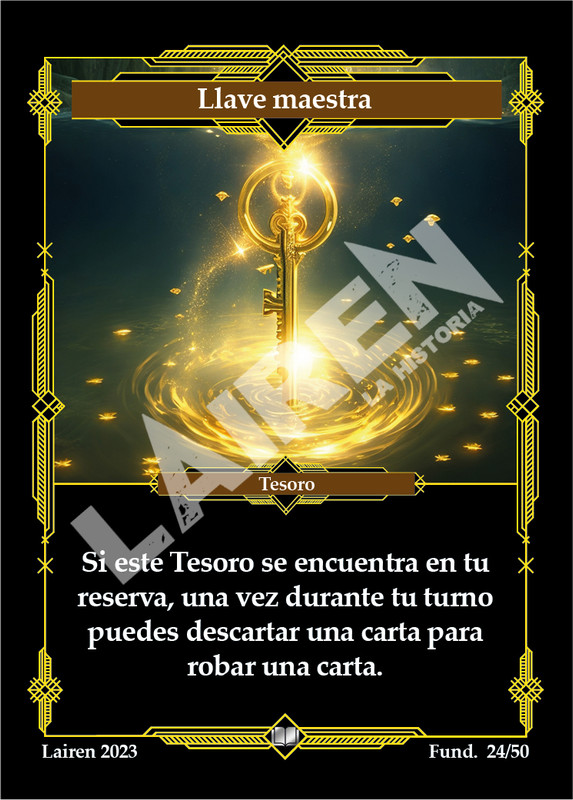 Llave maestra
LAIREN
LA HISTORIA
Tesoro
Si este Tesoro se encuentra en tu
reserva, una vez durante tu turno
puedes descartar una carta para
robar una carta.
Lairen 2023
Fund. 24/50